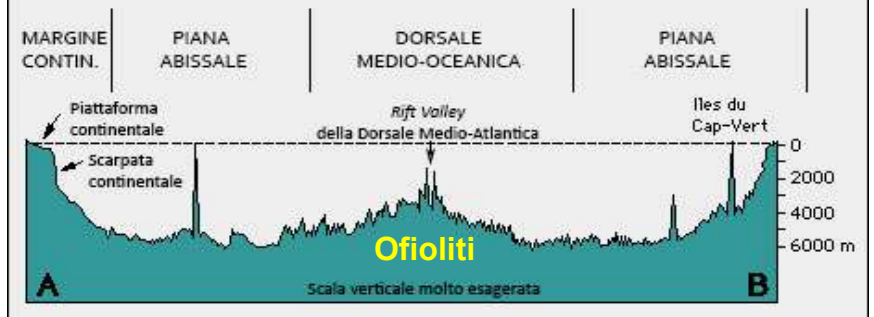 MARGINE
CONTIN.
PIANA
ABISSALE
DORSALE
MEDIO-OCEANICA
PIANA
ABISSALE
Piattaforma
continentale
Rift Valley
della Dorsale Medio-Atlantica
Iles du
Cap-Vert
Scarpata
continentale
0
2000
4000
6000 m
Ofioliti
A
Scala verticale molto esagerata
B